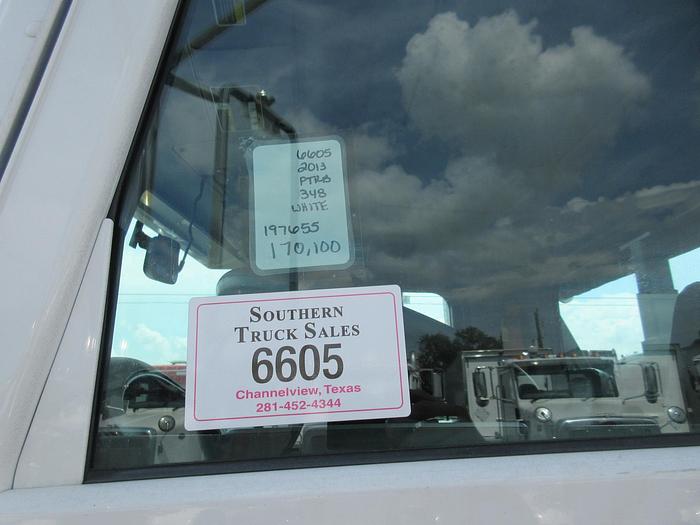 6605
2013
PTRB
348
WHITE
197655
170,100
SOUTHERN
TRUCK SALES
6605
Channelview, Texas
281-452-4344